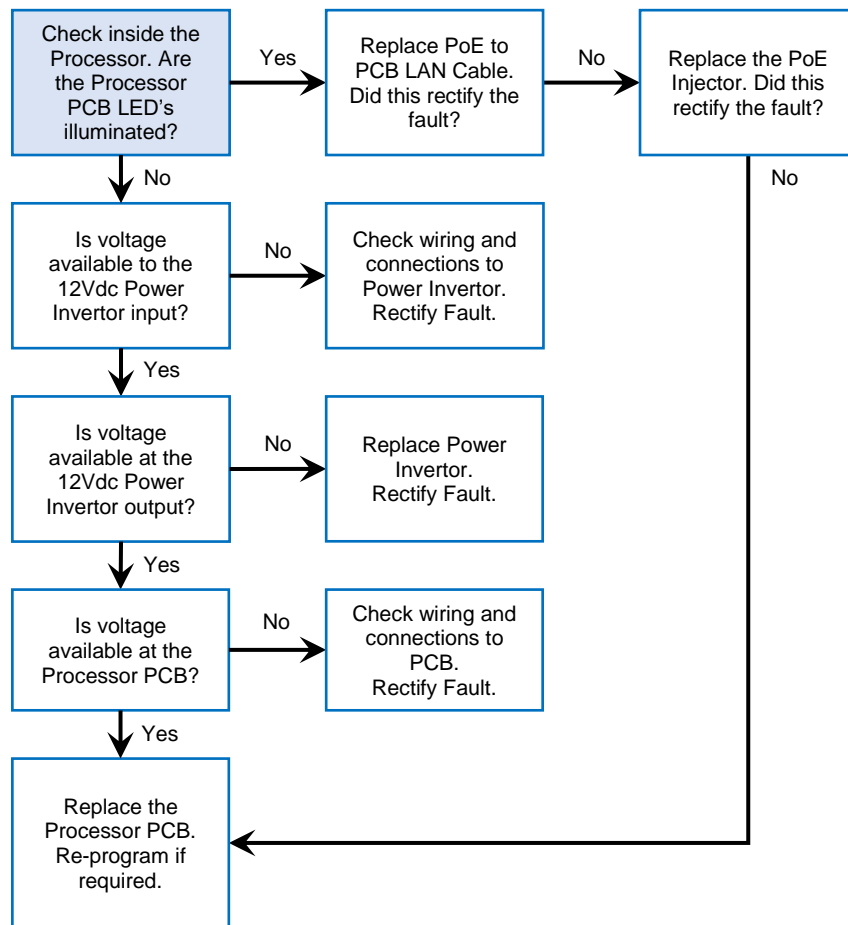 Check inside the
Processor. Are
the Processor
PCB LED's
illuminated?
Yes
Replace PoE to
PCB LAN Cable.
Did this rectify the
fault?
No
Replace the PoE
Injector. Did this
rectify the fault?
No
No
Is voltage
available to the
12Vdc Power
Invertor input?
No
Check wiring and
connections to
Power Invertor.
Rectify Fault.
Yes
Is voltage
available at the
12Vdc Power
Invertor output?
No
Replace Power
Invertor.
Rectify Fault.
Yes
Is voltage
available at the
Processor PCB?
No
Check wiring and
connections to
PCB.
Rectify Fault.
Yes
Replace the
Processor PCB.
Re-program if
required.